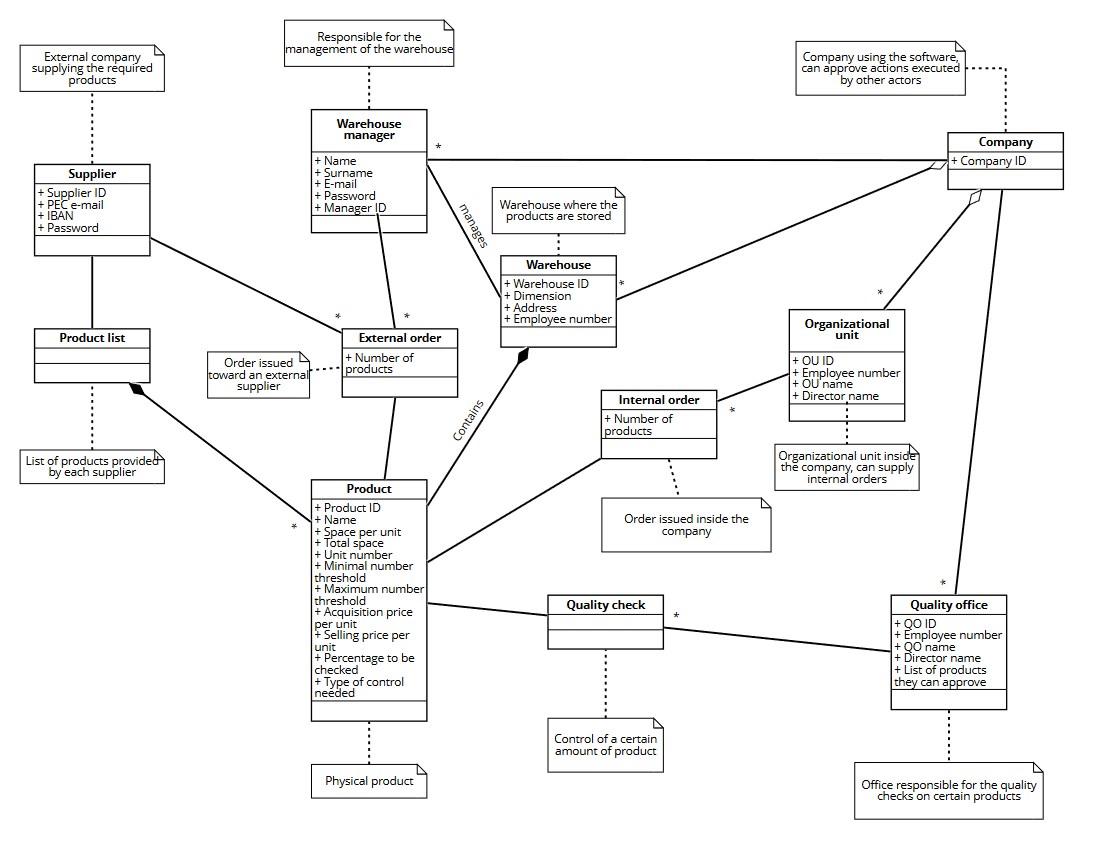 Responsible for the
management of the warehouse
External company
supplying the required
products
Company using the software,
can approve actions executed
by other actors
Warehouse
manager
+ Name
+ Surname
+ E-mail
+ Password
+ Manager ID
*
Company
+ Company ID
Supplier
+ Supplier ID
+ PEC e-mail
+ IBAN
+ Password
manages
Warehouse where the
products are stored
Warehouse
+ Warehouse ID
+ Dimension
+ Address
+ Employee number
*
*
Organizational
unit
+ OU ID
+ Employee number
+ OU name
+ Director name
*
*
Product list
External order
+ Number of
products
Order issued
toward an external
supplier
Contains
Internal order
+ Number of
products
*
List of products provided
by each supplier
Organizational unit inside
the company, can supply
internal orders
Order issued inside the
company
*
Product
+ Product ID
+ Name
+ Space per unit
+ Total space
+ Unit number
+ Minimal number
threshold
+ Maximum number
threshold
+ Acquisition price
per unit
+ Selling price per
unit
+ Percentage to be
checked
+ Type of control
needed
Quality check
*
*
Quality office
+ QO ID
+ Employee number
+ QO name
+ Director name
+ List of products
they can approve
Control of a certain
amount of product
Physical product
Office responsible for the quality
checks on certain products